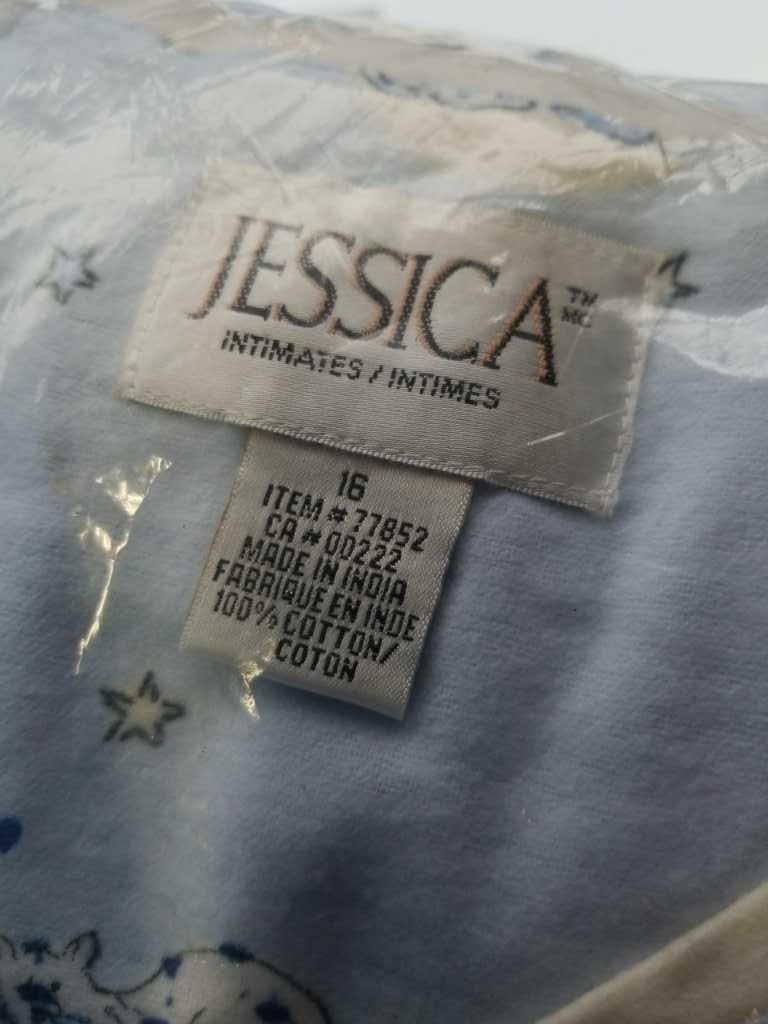 JESSICA
TM
MC
INTIMATES / INTIMES
16
ITEM # 77852
CA # 00222
MADE IN INDIA
FABRIQUE EN INDE
100% COTTON/
COTON